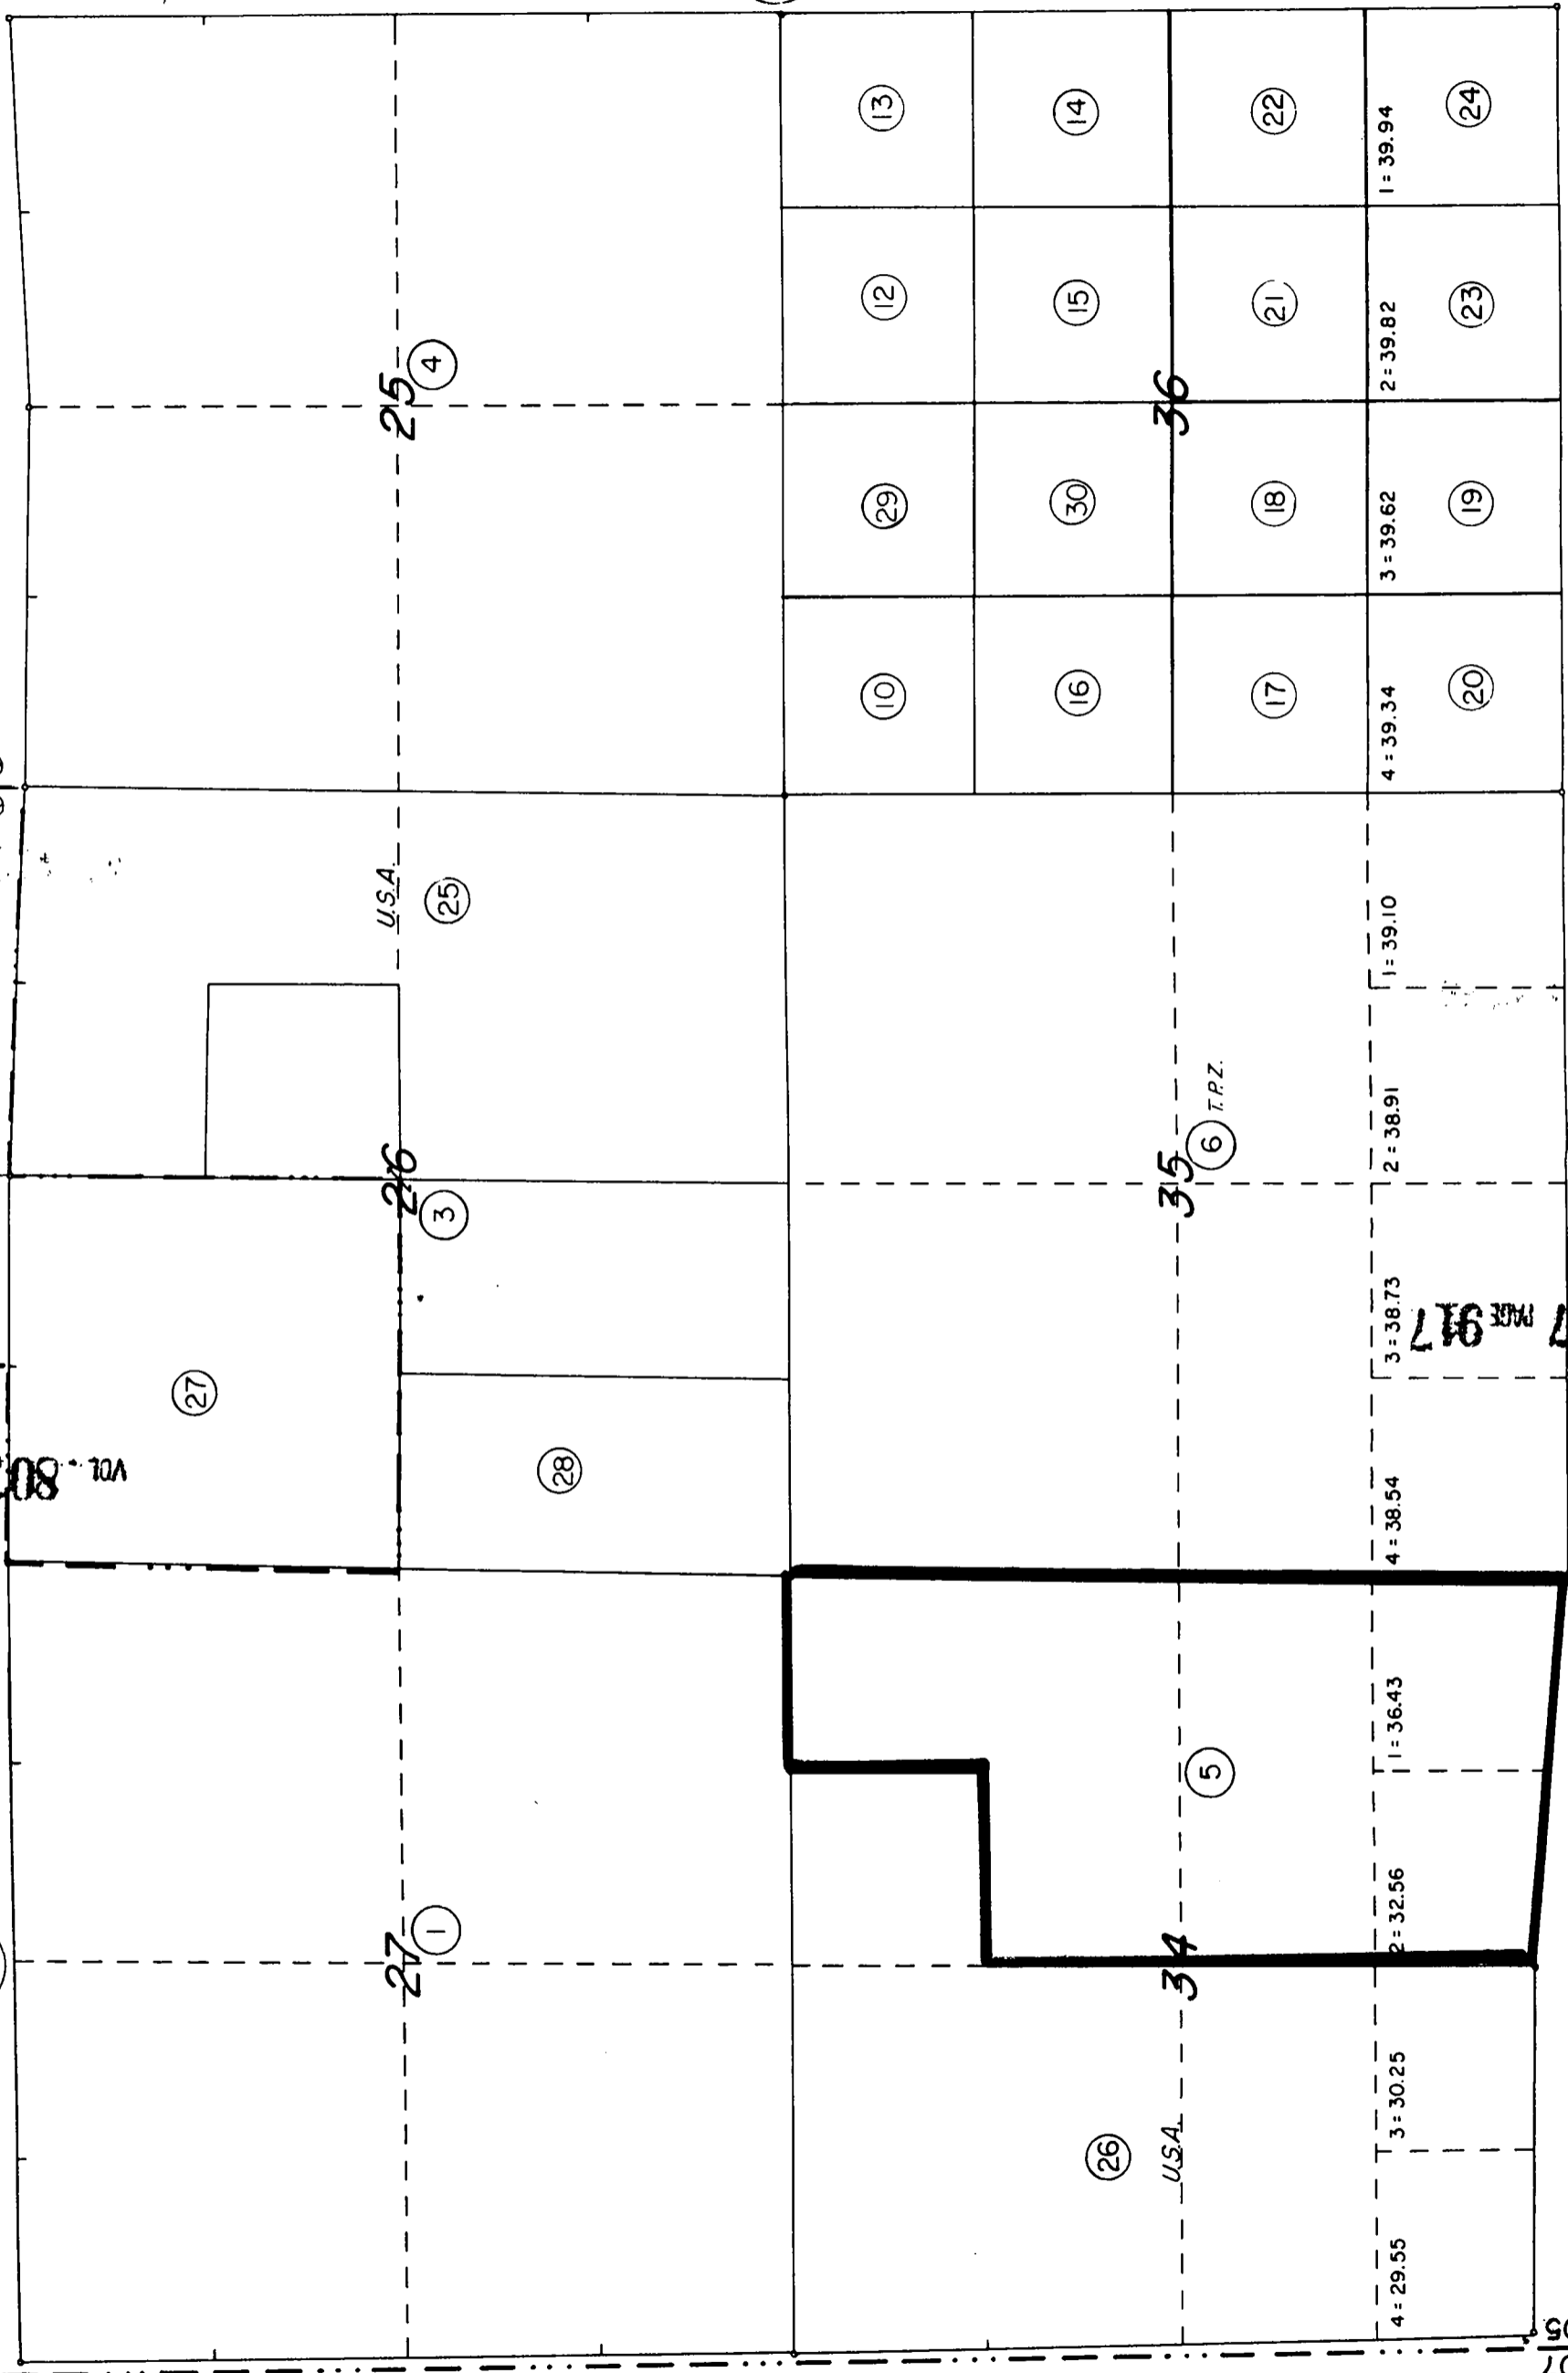 13
14
22
24
1 = 39.94
12
15
21
23
2 = 39.82
25
4
36
29
30
18
19
3 = 39.62
10
16
17
20
4 = 39.34
U.S.A.
25
1 = 39.10
26
3
35
6 T.P.Z.
2 = 38.91
27
3 = 38.73
PAGE 917
VOL.
28
4 = 38.54
5
1 = 36.43
27
1
34
2 = 32.56
26
U.S.A.
3 = 30.25
4 = 29.55